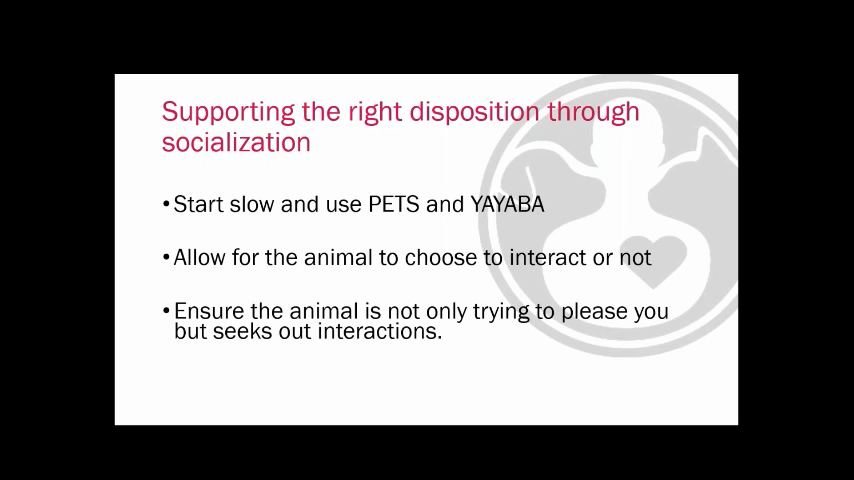 Supporting the right disposition through
socialization
•Start slow and use PETS and YAYABA
•Allow for the animal to choose to interact or not
•Ensure the animal is not only trying to please you
but seeks out interactions.